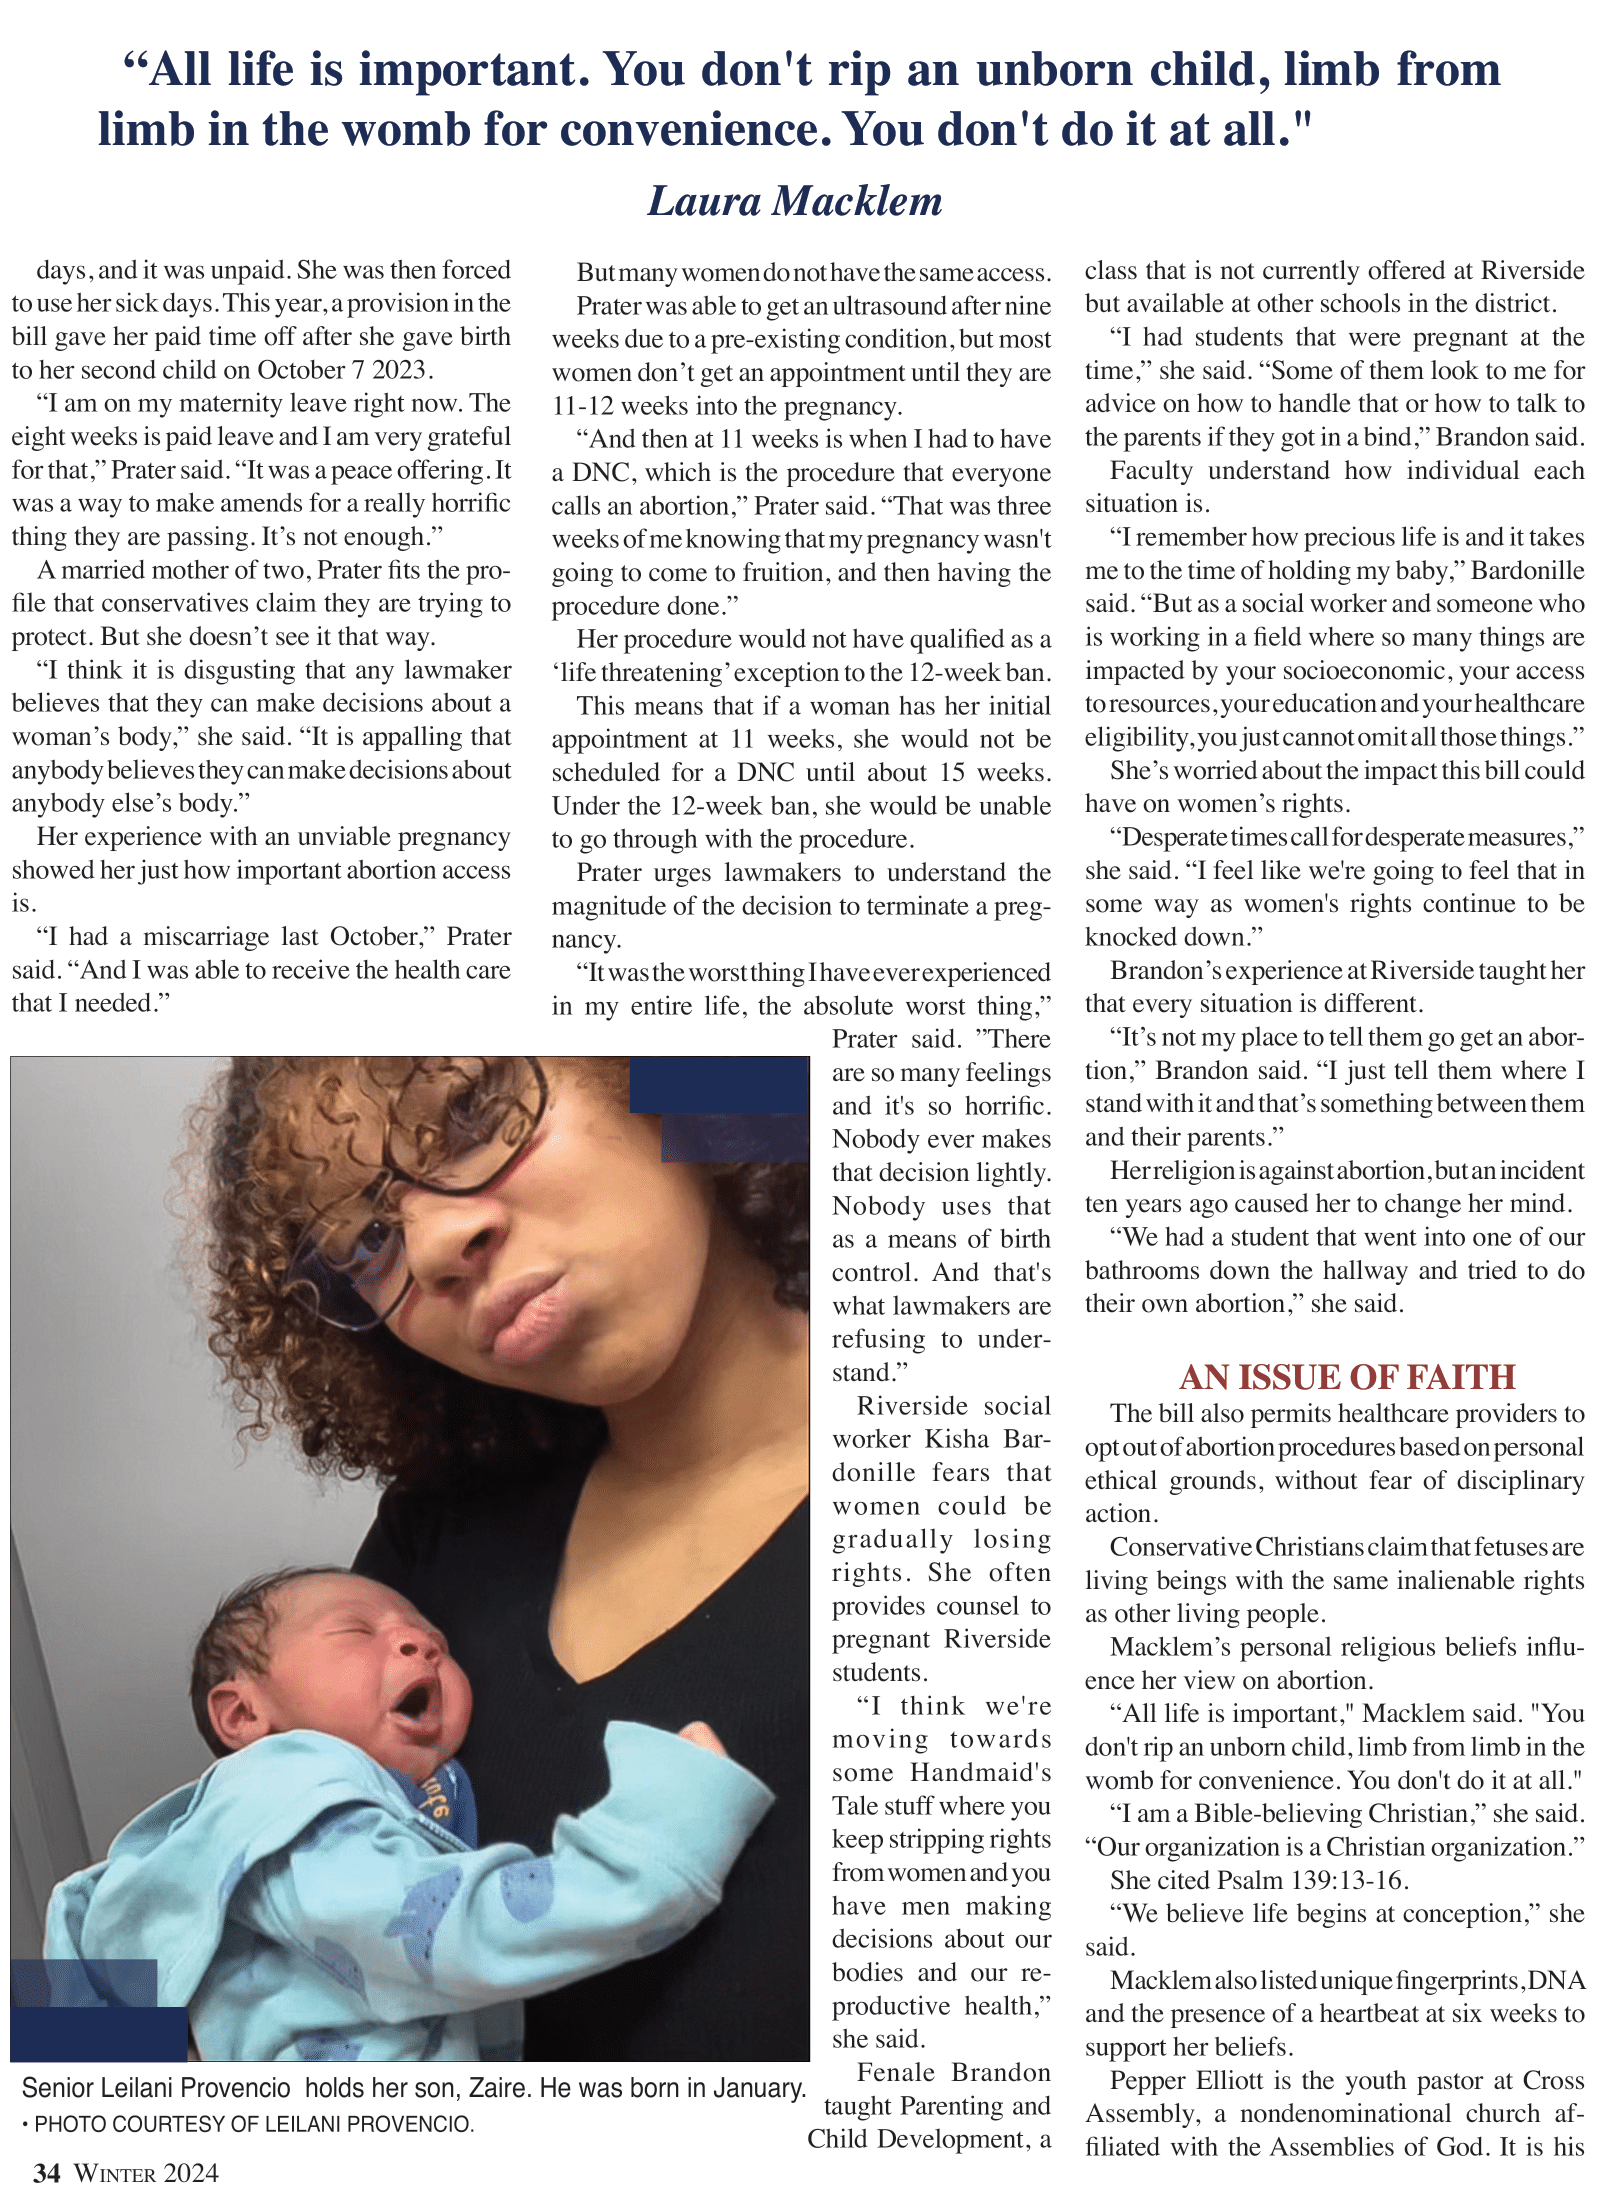 “All life is important. You don't rip an unborn child, limb from
limb in the womb for convenience. You don't do it at all."
Laura Macklem
days, and it was unpaid. She was then forced
to use her sick days. This year, a provision in the
bill gave her paid time off after she gave birth
to her second child on October 7 2023.
“I am on my maternity leave right now. The
eight weeks is paid leave and I am very grateful
for that,” Prater said. “It was a peace offering. It
was a way to make amends for a really horrific
thing they are passing. It’s not enough.”
A married mother of two, Prater fits the pro-
file that conservatives claim they are trying to
protect. But she doesn’t see it that way.
“I think it is disgusting that any lawmaker
believes that they can make decisions about a
woman’s body,” she said. “It is appalling that
anybody believes they can make decisions about
anybody else’s body.”
Her experience with an unviable pregnancy
showed her just how important abortion access
is.
“I had a miscarriage last October,” Prater
said. “And I was able to receive the health care
that I needed.”
But many women do not have the same access.
Prater was able to get an ultrasound after nine
weeks due to a pre-existing condition, but most
women don’t get an appointment until they are
11-12 weeks into the pregnancy.
“And then at 11 weeks is when I had to have
a DNC, which is the procedure that everyone
calls an abortion,” Prater said. “That was three
weeks of me knowing that my pregnancy wasn't
going to come to fruition, and then having the
procedure done.”
Her procedure would not have qualified as a
‘life threatening’ exception to the 12-week ban.
This means that if a woman has her initial
appointment at 11 weeks, she would not be
scheduled for a DNC until about 15 weeks.
Under the 12-week ban, she would be unable
to go through with the procedure.
Prater urges lawmakers to understand the
magnitude of the decision to terminate a preg-
nancy.
“It was the worst thing I have ever experienced
in my entire life, the absolute worst thing,”
Prater said. ”There
are so many feelings
and it's so horrific.
Nobody ever makes
that decision lightly.
Nobody uses that
as a means of birth
control. And that's
what lawmakers are
refusing to under-
stand.”
Riverside social
worker Kisha Bar-
donille fears that
women could be
gradually losing
rights. She often
provides counsel to
pregnant Riverside
students.
“I think we're
moving towards
some Handmaid's
Tale stuff where you
keep stripping rights
from women and you
have men making
decisions about our
bodies and our re-
productive health,”
she said.
Fenale Brandon
taught Parenting and
Child Development, a
class that is not currently offered at Riverside
but available at other schools in the district.
“I had students that were pregnant at the
time,” she said. “Some of them look to me for
advice on how to handle that or how to talk to
the parents if they got in a bind,” Brandon said.
Faculty understand how individual each
situation is.
“I remember how precious life is and it takes
me to the time of holding my baby,” Bardonille
said. “But as a social worker and someone who
is working in a field where so many things are
impacted by your socioeconomic, your access
to resources, your education and your healthcare
eligibility, you just cannot omit all those things.”
She’s worried about the impact this bill could
have on women’s rights.
“Desperate times call for desperate measures,”
she said. “I feel like we're going to feel that in
some way as women's rights continue to be
knocked down.”
Brandon’s experience at Riverside taught her
that every situation is different.
“It’s not my place to tell them go get an abor-
tion,” Brandon said. “I just tell them where I
stand with it and that’s something between them
and their parents.”
Her religion is against abortion, but an incident
ten years ago caused her to change her mind.
“We had a student that went into one of our
bathrooms down the hallway and tried to do
their own abortion,” she said.
AN ISSUE OF FAITH
The bill also permits healthcare providers to
opt out of abortion procedures based on personal
ethical grounds, without fear of disciplinary
action.
Conservative Christians claim that fetuses are
living beings with the same inalienable rights
as other living people.
Macklem’s personal religious beliefs influ-
ence her view on abortion.
“All life is important," Macklem said. "You
don't rip an unborn child, limb from limb in the
womb for convenience. You don't do it at all."
“I am a Bible-believing Christian,” she said.
“Our organization is a Christian organization.”
She cited Psalm 139:13-16.
“We believe life begins at conception,” she
said.
Macklem also listed unique fingerprints, DNA
and the presence of a heartbeat at six weeks to
support her beliefs.
Pepper Elliott is the youth pastor at Cross
Assembly, a nondenominational church af-
filiated with the Assemblies of God. It is his
Senior Leilani Provencio holds her son, Zaire. He was born in January.
• PHOTO COURTESY OF LEILANI PROVENCIO.
34 WINTER 2024